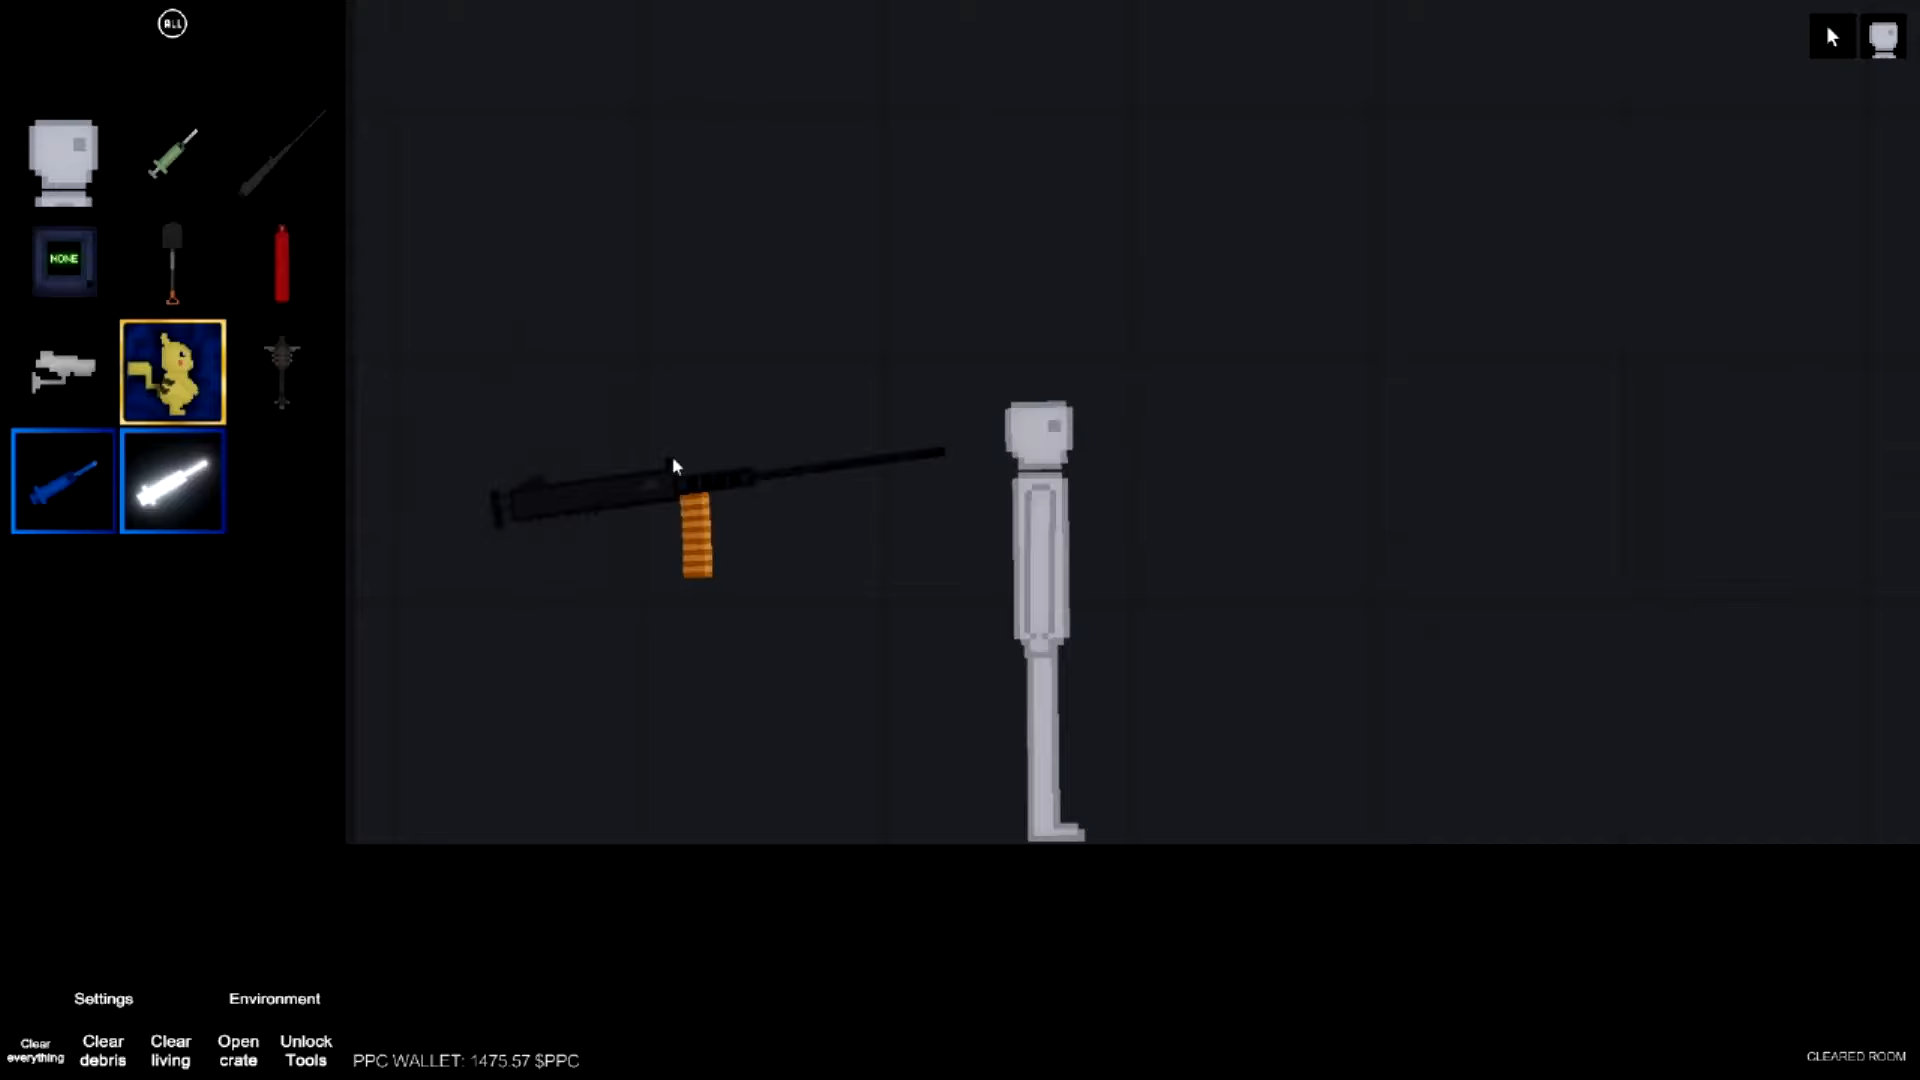 ALL
NONE
Settings
Environment
Clear everything
Clear debris
Clear living
Open crate
Unlock Tools
PPC WALLET: 1475.57 $PPC
CLEARED ROOM